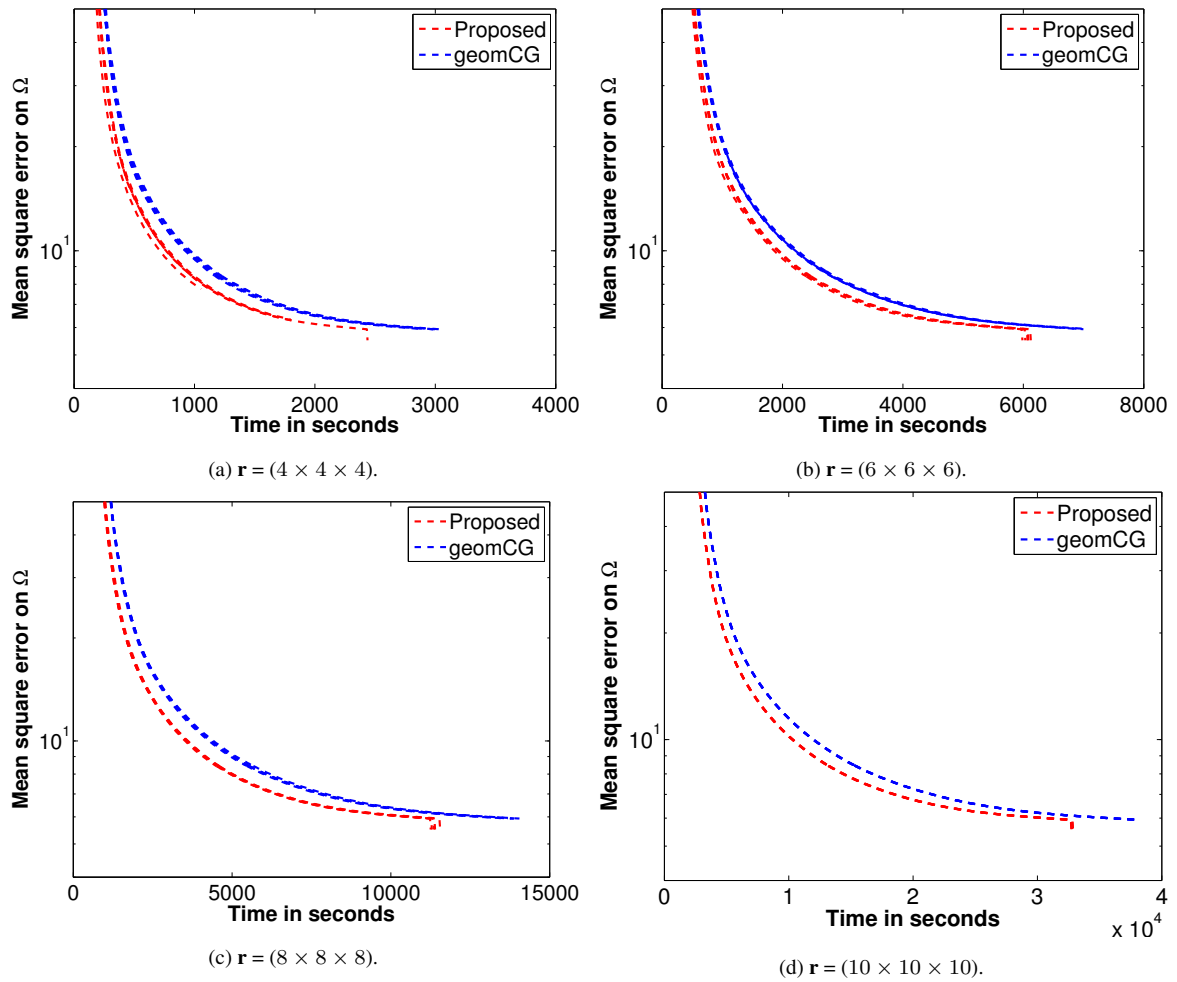 Proposed
geomCG
Mean square error on Ω
10^1
0 1000 2000 3000 4000
Time in seconds
(a) r = (4 × 4 × 4).
Proposed
geomCG
Mean square error on Ω
10^1
0 2000 4000 6000 8000
Time in seconds
(b) r = (6 × 6 × 6).
Proposed
geomCG
Mean square error on Ω
10^1
0 5000 10000 15000
Time in seconds
(c) r = (8 × 8 × 8).
Proposed
geomCG
Mean square error on Ω
10^1
0 1 2 3 4
Time in seconds
x 10^4
(d) r = (10 × 10 × 10).